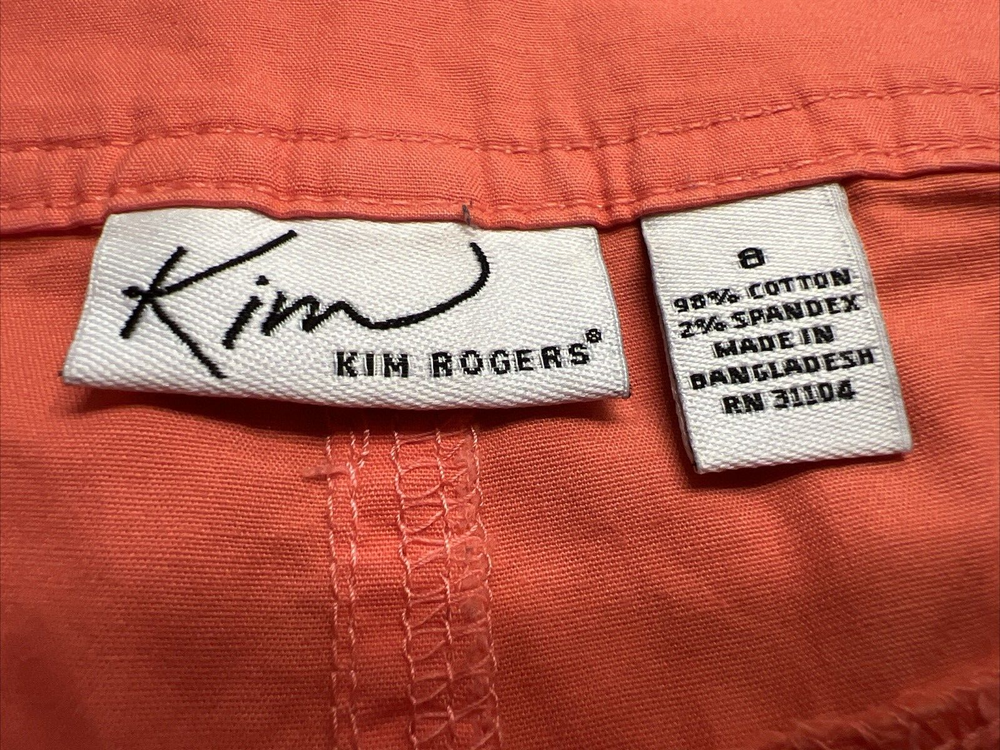 Kim
KIM ROGERS®
8
98% COTTON
2% SPANDEX
MADE IN
BANGLADESH
RN 31104